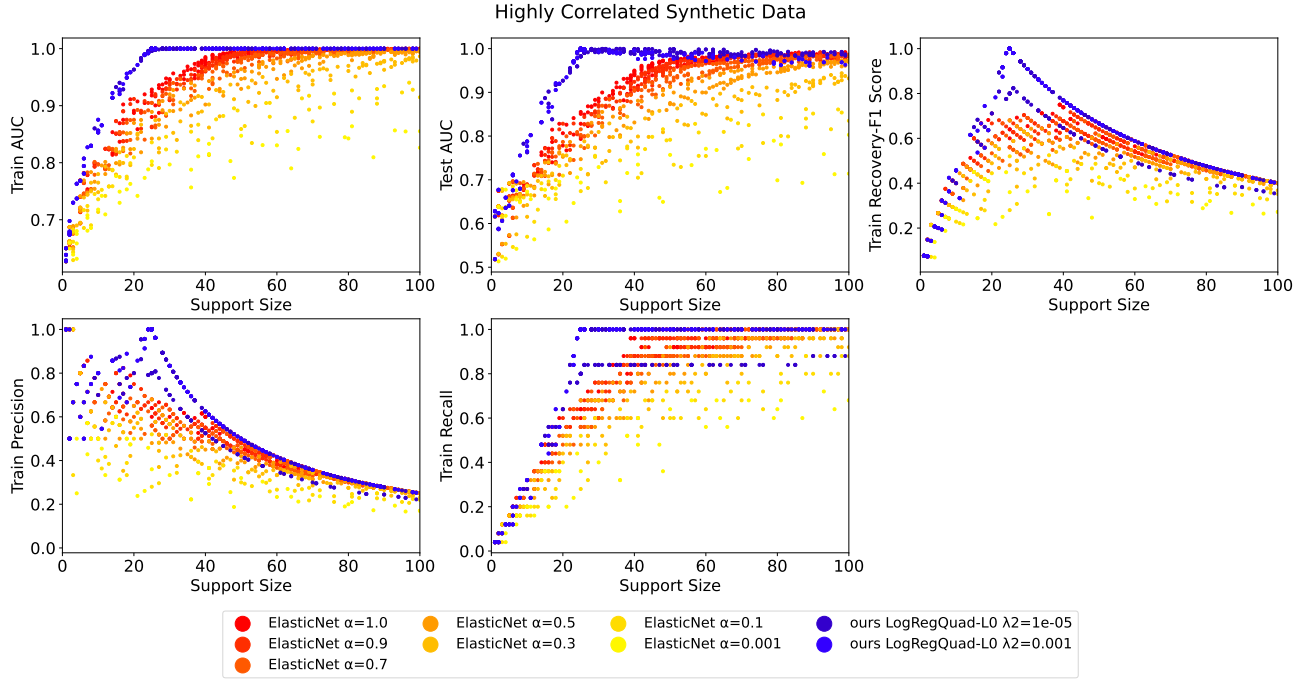 Highly Correlated Synthetic Data
Train AUC
1.0
0.9
0.8
0.7
0 20 40 60 80 100
Support Size
Test AUC
1.0
0.9
0.8
0.7
0.6
0.5
0 20 40 60 80 100
Support Size
Train Recovery-F1 Score
1.0
0.8
0.6
0.4
0.2
0 20 40 60 80 100
Support Size
Train Precision
1.0
0.8
0.6
0.4
0.2
0.0
0 20 40 60 80 100
Support Size
Train Recall
1.0
0.8
0.6
0.4
0.2
0.0
0 20 40 60 80 100
Support Size
ElasticNet α=1.0
ElasticNet α=0.9
ElasticNet α=0.7
ElasticNet α=0.5
ElasticNet α=0.3
ElasticNet α=0.1
ElasticNet α=0.001
ours LogRegQuad-L0 λ2=1e-05
ours LogRegQuad-L0 λ2=0.001